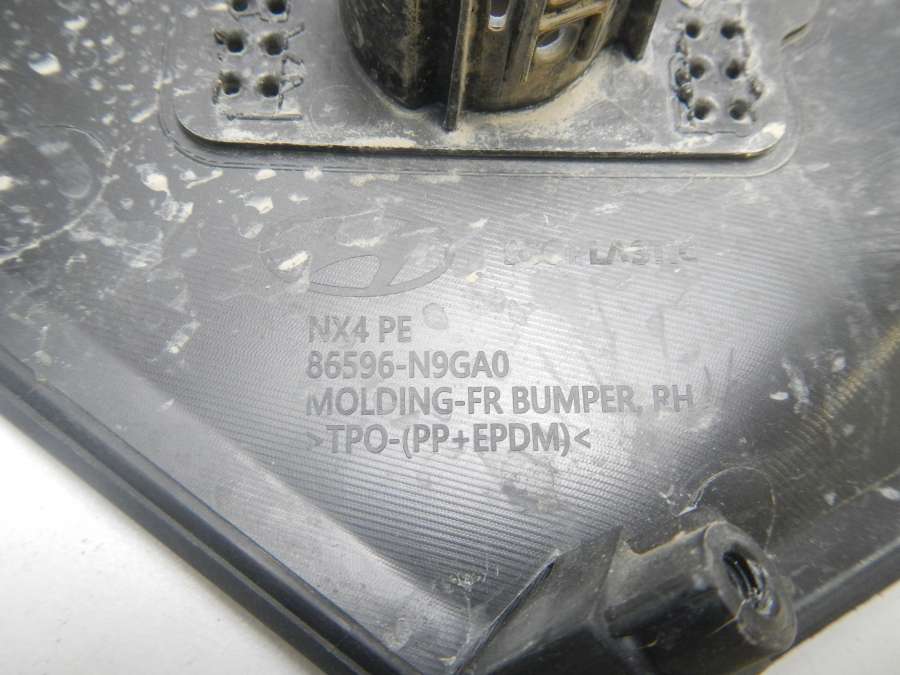 NX4 PE
86596-N9GA0
MOLDING-FR BUMPER, RH
>TPO-(PP+EPDM)<